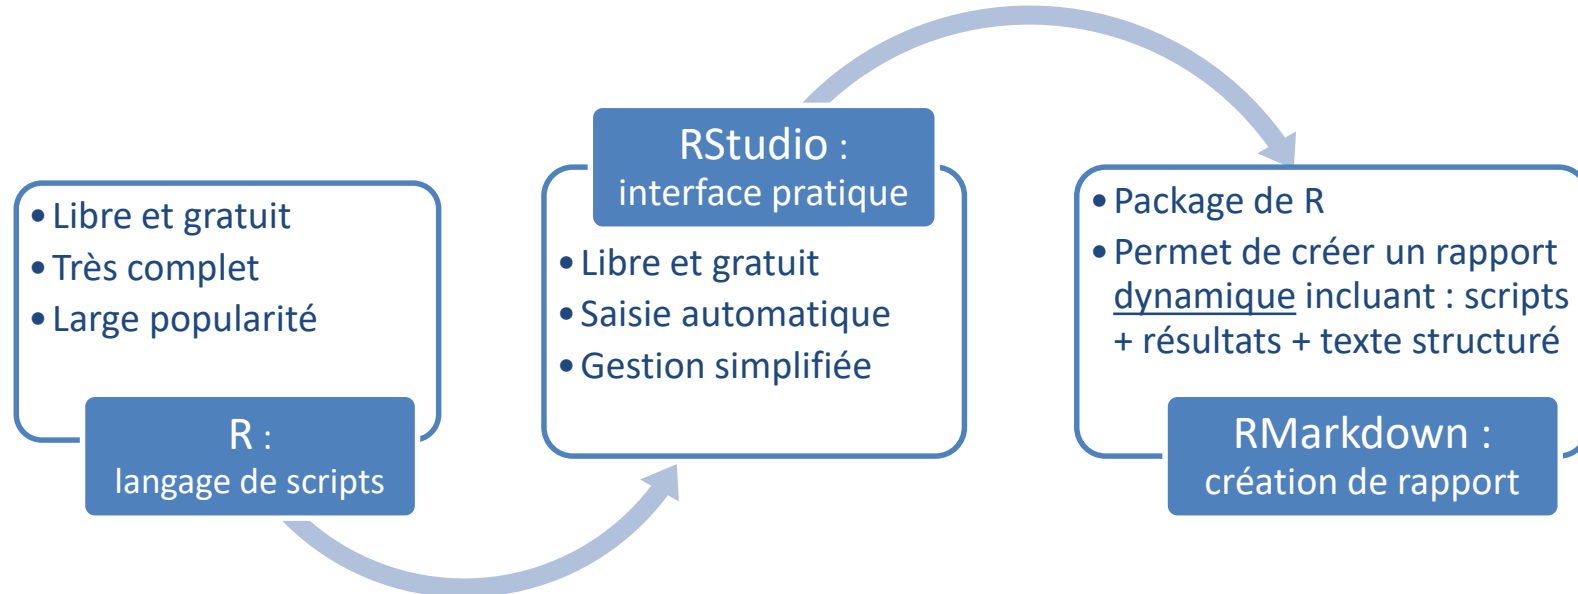 • Libre et gratuit
• Très complet
• Large popularité
R :
langage de scripts
RStudio :
interface pratique
• Libre et gratuit
• Saisie automatique
• Gestion simplifiée
• Package de R
• Permet de créer un rapport
dynamique incluant : scripts
+ résultats + texte structuré
RMarkdown :
création de rapport